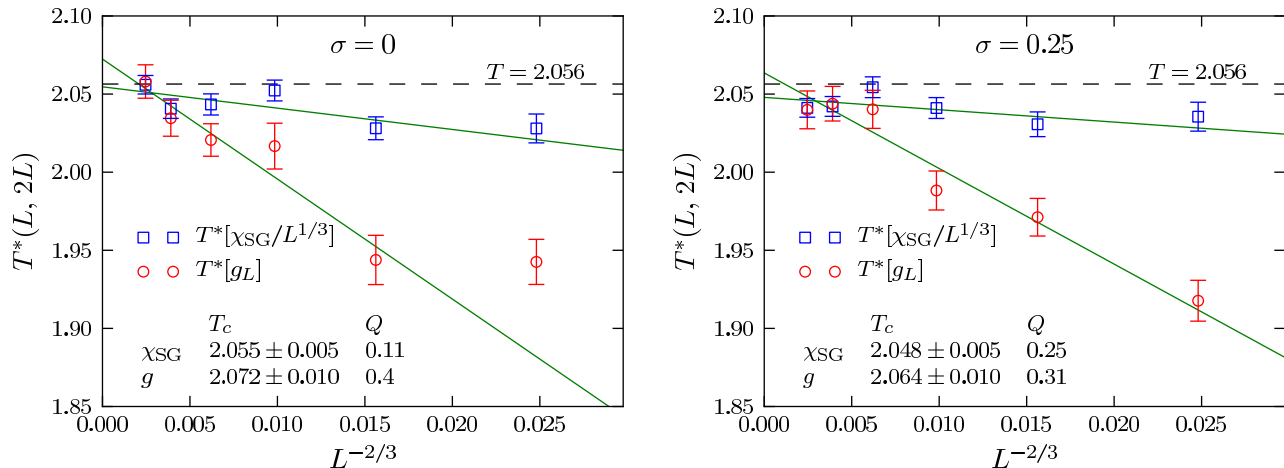 σ = 0
T = 2.056
T*[χSG/L^{1/3}]
T*[g_L]
T_c Q
χSG 2.055 ± 0.005 0.11
g 2.072 ± 0.010 0.4
2.10
2.05
2.00
1.95
1.90
1.85
T*(L, 2L)
0.000 0.005 0.010 0.015 0.020 0.025
L^{−2/3}
σ = 0.25
T = 2.056
T*[χSG/L^{1/3}]
T*[g_L]
T_c Q
χSG 2.048 ± 0.005 0.25
g 2.064 ± 0.010 0.31
2.10
2.05
2.00
1.95
1.90
1.85
T*(L, 2L)
0.000 0.005 0.010 0.015 0.020 0.025
L^{−2/3}